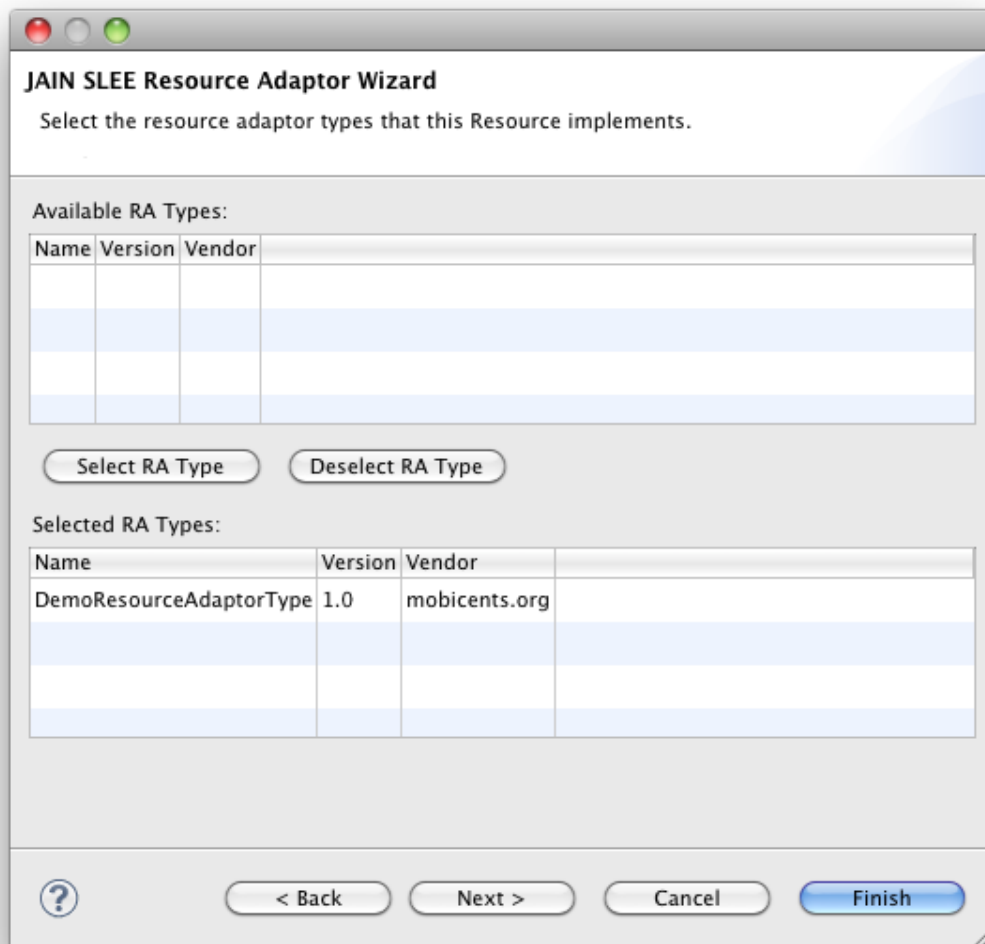 JAIN SLEE Resource Adaptor Wizard
Select the resource adaptor types that this Resource implements.
Available RA Types:
Name Version Vendor
Select RA Type Deselect RA Type
Selected RA Types:
Name Version Vendor
DemoResourceAdaptorType 1.0 mobicents.org
? < Back Next > Cancel Finish